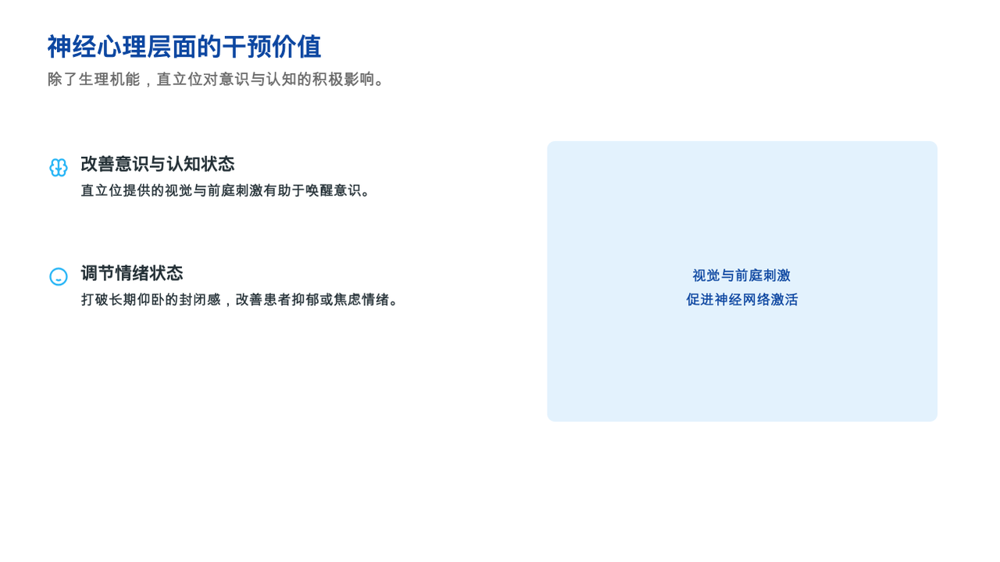 神经心理层面的干预价值
除了生理机能，直立位对意识与认知的积极影响。
改善意识与认知状态
直立位提供的视觉与前庭刺激有助于唤醒意识。
调节情绪状态
打破长期仰卧的封闭感，改善患者抑郁或焦虑情绪。
视觉与前庭刺激
促进神经网络激活